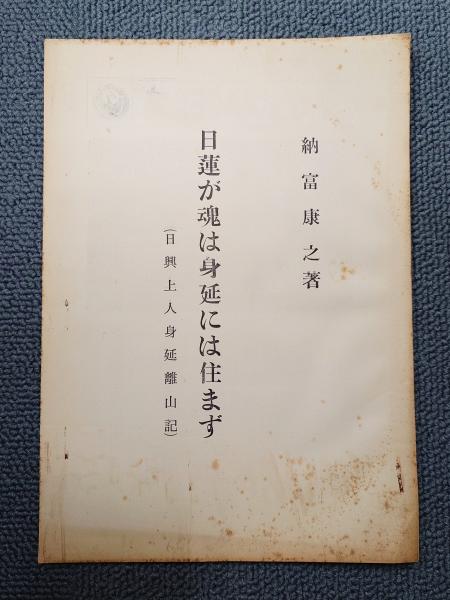 納富康之著
日蓮が魂は身延には住まず
（日興上人身延離山記）